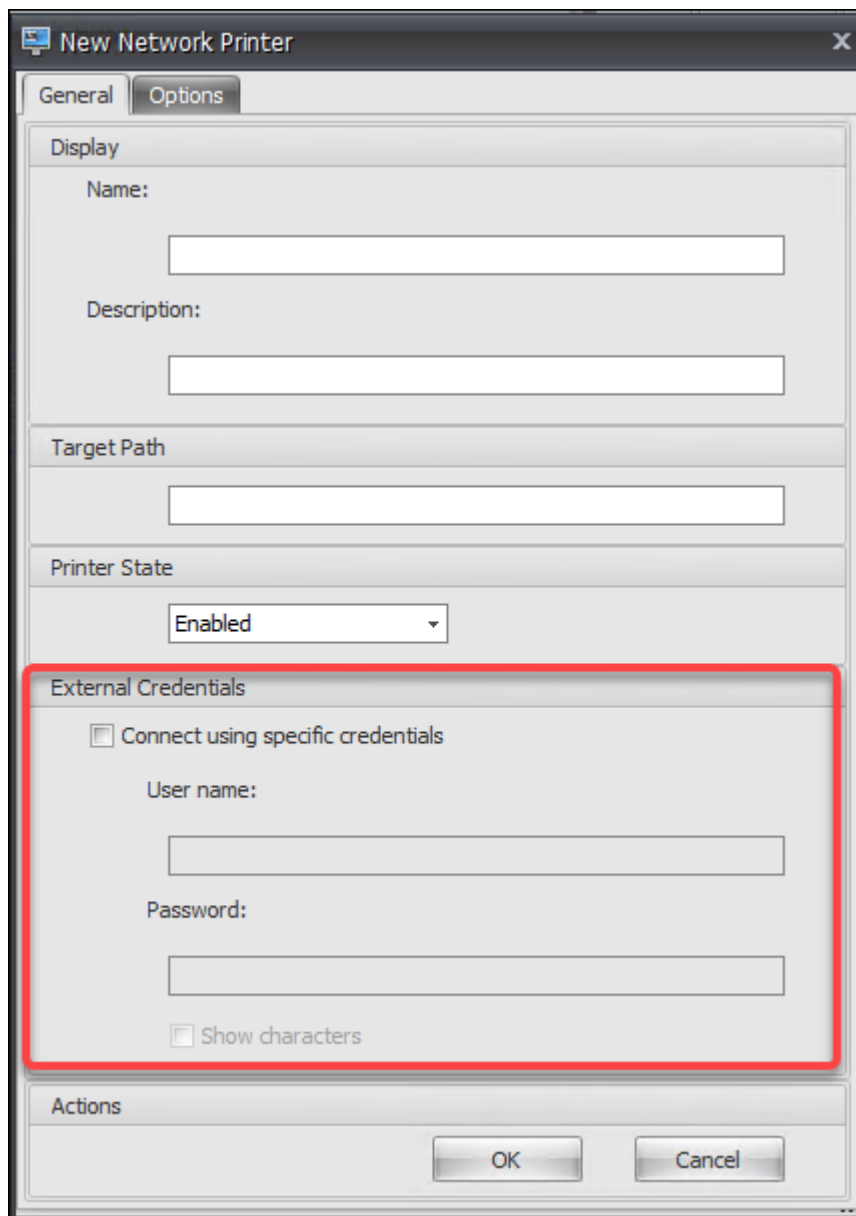 New Network Printer
General Options
Display
Name:
Description:
Target Path
Printer State
Enabled
External Credentials
Connect using specific credentials
User name:
Password:
Show characters
Actions
OK Cancel